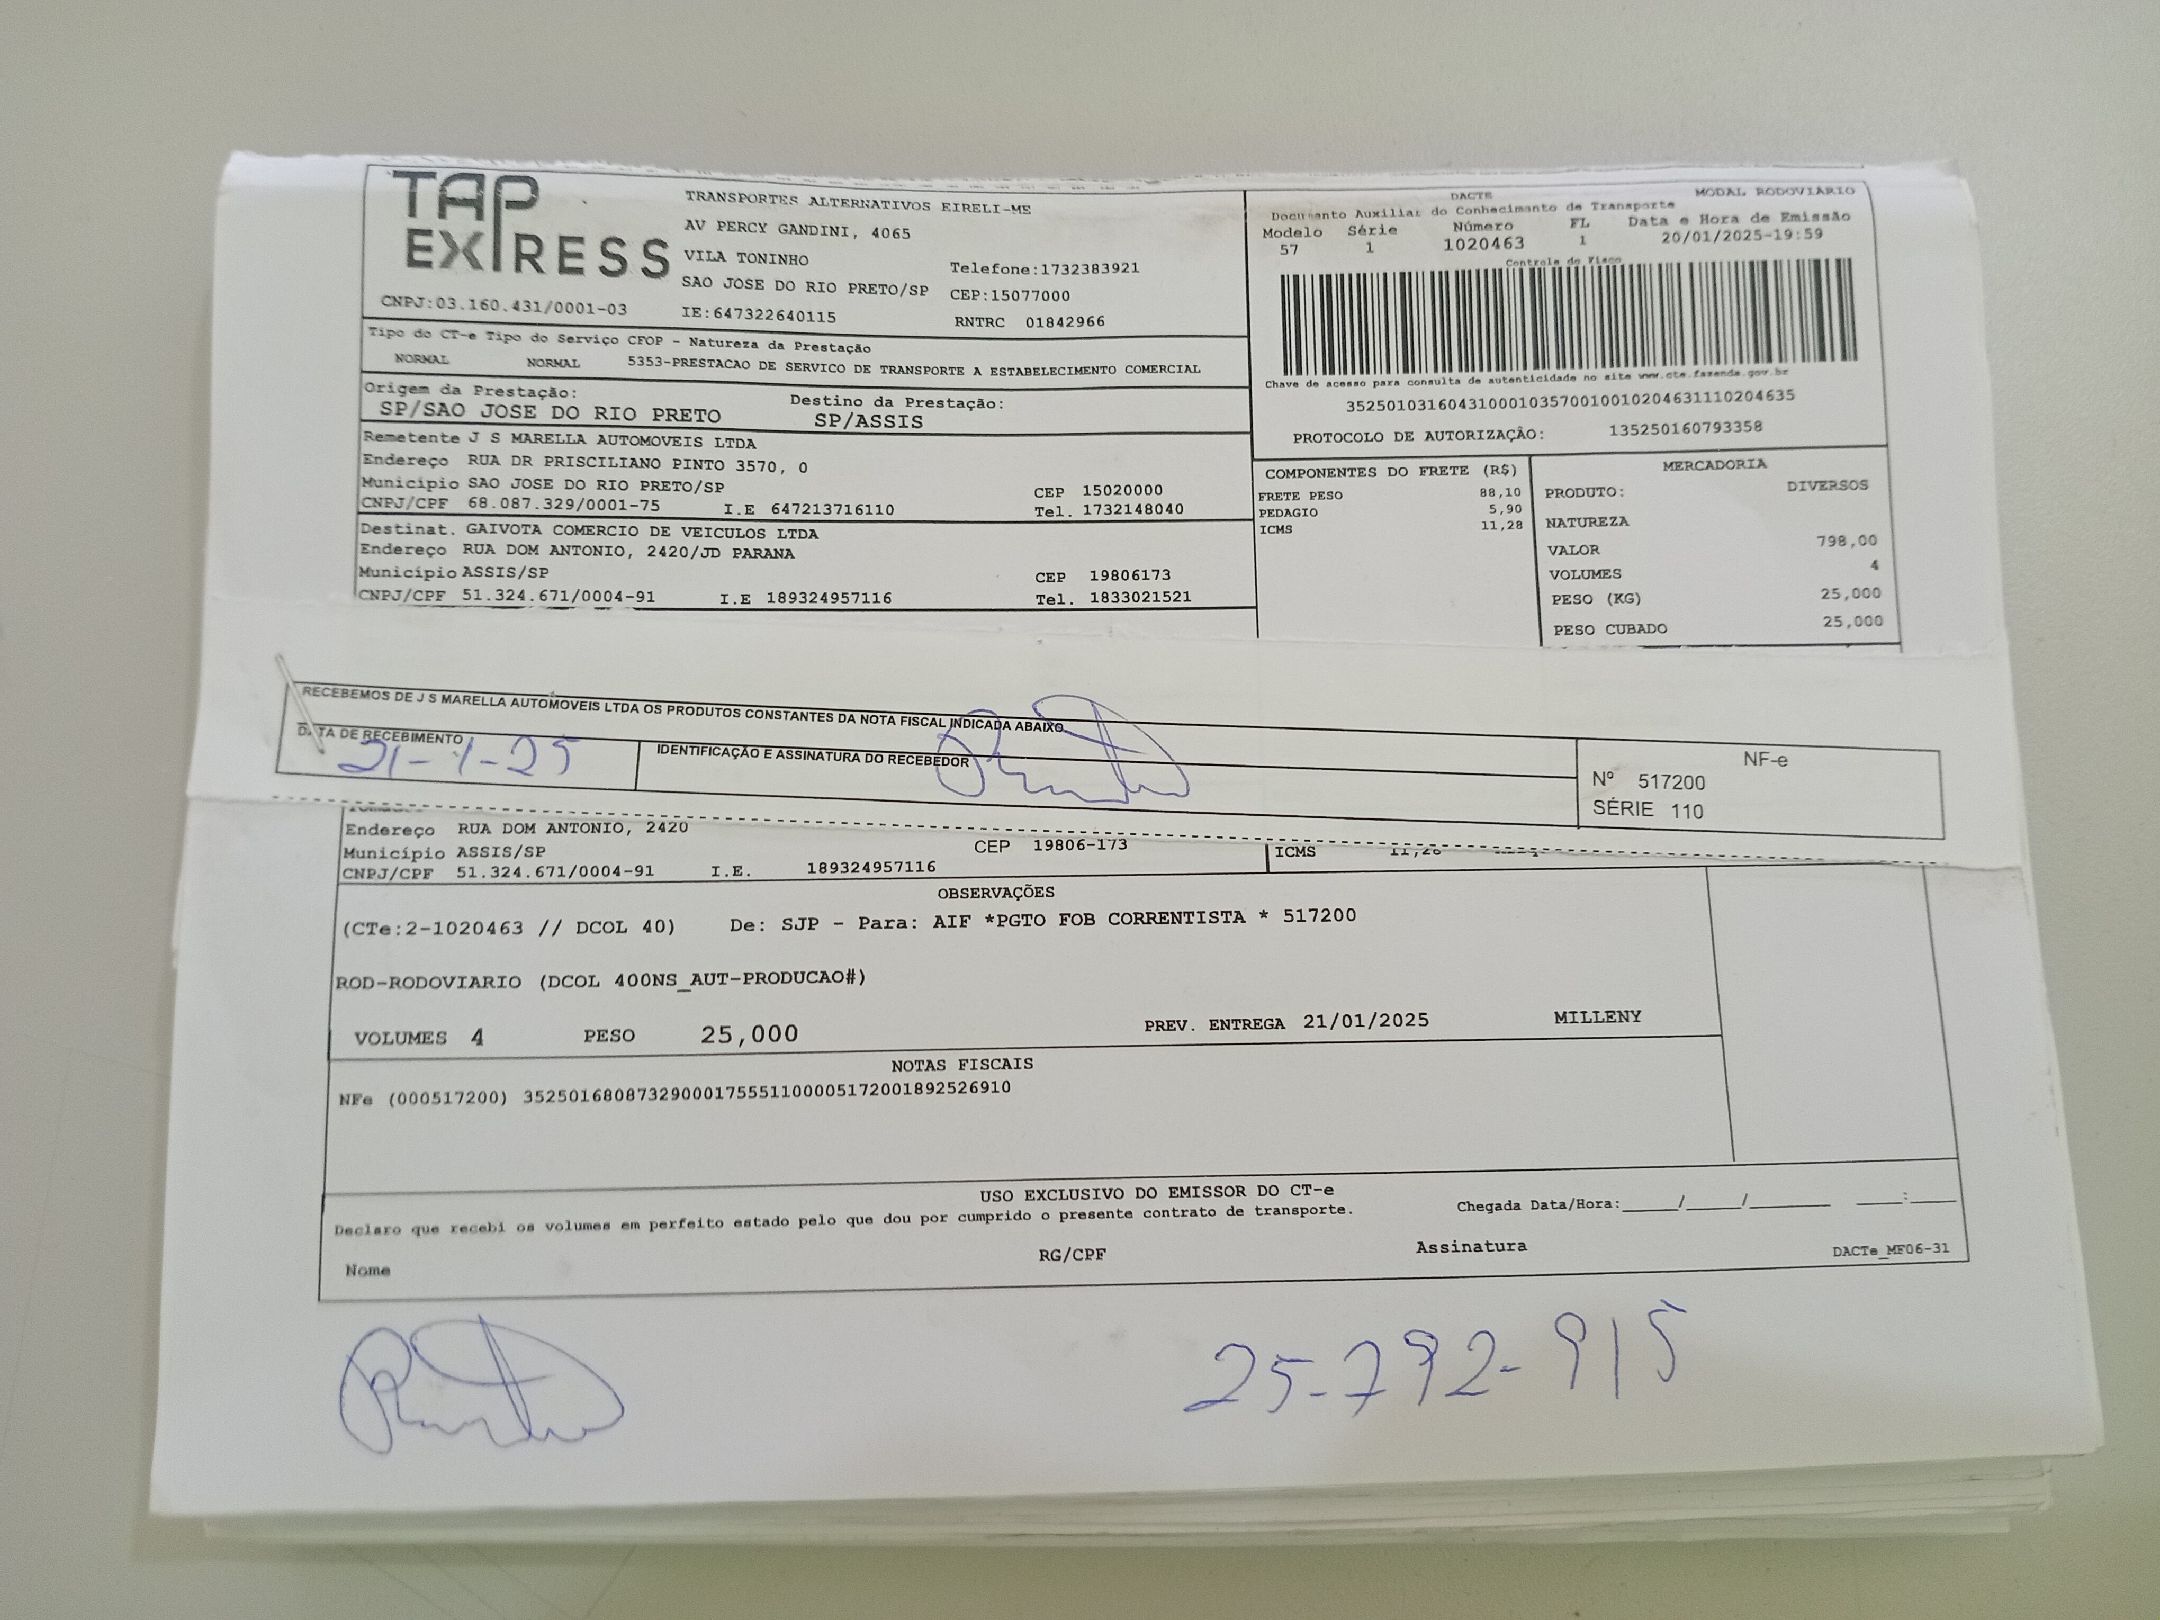 TAP EXPRESS
TRANSPORTES ALTERNATIVOS EIRELI-ME
AV PERCY GANDINI, 4065
VILA TONINHO Telefone:1732383921
SAO JOSE DO RIO PRETO/SP CEP:15077000
CNPJ:03.160.431/0001-03 IE:647322640115 RNTRC 01842966
DACTE MODAL RODOVIARIO
Documento Auxiliar do Conhecimento de Transporte
Modelo Série Número FL Data e Hora de Emissão
57 1 1020463 1 20/01/2025-19:59
Controle do Fisco
Chave de acesso para consulta de autenticidade no site www.cte.fazenda.gov.br
35250103160431000103570010010204631110204635
PROTOCOLO DE AUTORIZAÇÃO: 135250160793358
Tipo do CT-e Tipo do Serviço CFOP - Natureza da Prestação
NORMAL NORMAL 5353-PRESTACAO DE SERVICO DE TRANSPORTE A ESTABELECIMENTO COMERCIAL
Origem da Prestação: Destino da Prestação:
SP/SAO JOSE DO RIO PRETO SP/ASSIS
Remetente J S MARELLA AUTOMOVEIS LTDA
Endereço RUA DR PRISCILIANO PINTO 3570, 0
Município SAO JOSE DO RIO PRETO/SP CEP 15020000
CNPJ/CPF 68.087.329/0001-75 I.E 647213716110 Tel. 1732148040
Destinat. GAIVOTA COMERCIO DE VEICULOS LTDA
Endereço RUA DOM ANTONIO, 2420/JD PARANA
Município ASSIS/SP CEP 19806173
CNPJ/CPF 51.324.671/0004-91 I.E 189324957116 Tel. 1833021521
COMPONENTES DO FRETE (R$)
FRETE PESO 88,10
PEDAGIO 5,90
ICMS 11,28
MERCADORIA
PRODUTO: DIVERSOS
NATUREZA
VALOR 798,00
VOLUMES 4
PESO (KG) 25,000
PESO CUBADO 25,000
RECEBEMOS DE J S MARELLA AUTOMOVEIS LTDA OS PRODUTOS CONSTANTES DA NOTA FISCAL INDICADA ABAIXO
DATA DE RECEBIMENTO IDENTIFICAÇÃO E ASSINATURA DO RECEBEDOR
21-1-25
NF-e
Nº 517200
SÉRIE 110
Endereço RUA DOM ANTONIO, 2420
Município ASSIS/SP CEP 19806-173
CNPJ/CPF 51.324.671/0004-91 I.E. 189324957116
ICMS 11,28
OBSERVAÇÕES
(CTe:2-1020463 // DCOL 40) De: SJP - Para: AIF *PGTO FOB CORRENTISTA * 517200
ROD-RODOVIARIO (DCOL 400NS_AUT-PRODUCAO#)
VOLUMES 4 PESO 25,000 PREV. ENTREGA 21/01/2025 MILLENY
NOTAS FISCAIS
NFe (000517200) 35250168087329000175551100005172001892526910
USO EXCLUSIVO DO EMISSOR DO CT-e
Declaro que recebi os volumes em perfeito estado pelo que dou por cumprido o presente contrato de transporte. Chegada Data/Hora:_____/_____/_______ ____:____
Nome RG/CPF Assinatura DACTe_MF06-31
25-792-915